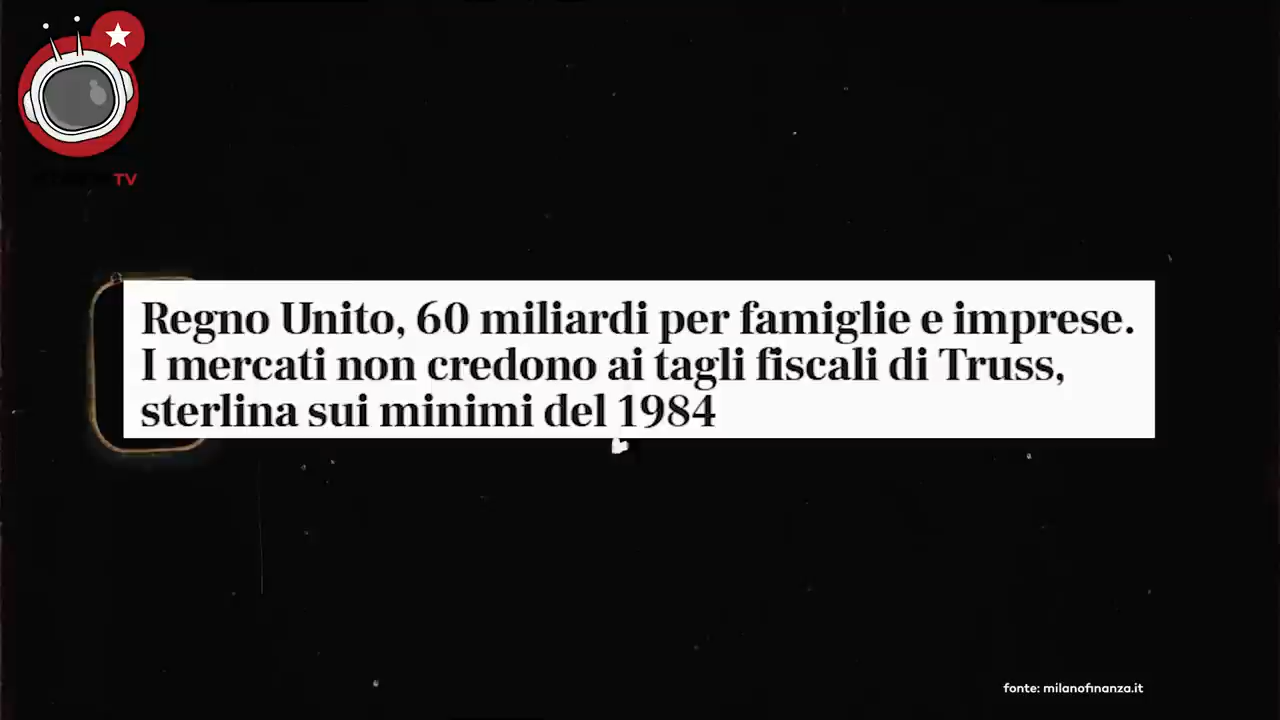 TV
Regno Unito, 60 miliardi per famiglie e imprese.
I mercati non credono ai tagli fiscali di Truss,
sterlina sui minimi del 1984
fonte: milanofinanza.it